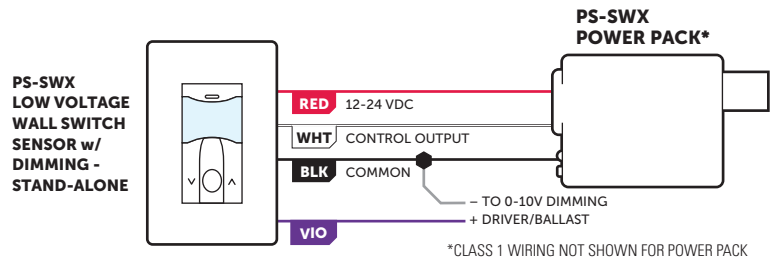 PS-SWX
POWER PACK*
PS-SWX
LOW VOLTAGE
WALL SWITCH
SENSOR w/
DIMMING -
STAND-ALONE
RED 12-24 VDC
WHT CONTROL OUTPUT
BLK COMMON
– TO 0-10V DIMMING
+ DRIVER/BALLAST
VIO
*CLASS 1 WIRING NOT SHOWN FOR POWER PACK